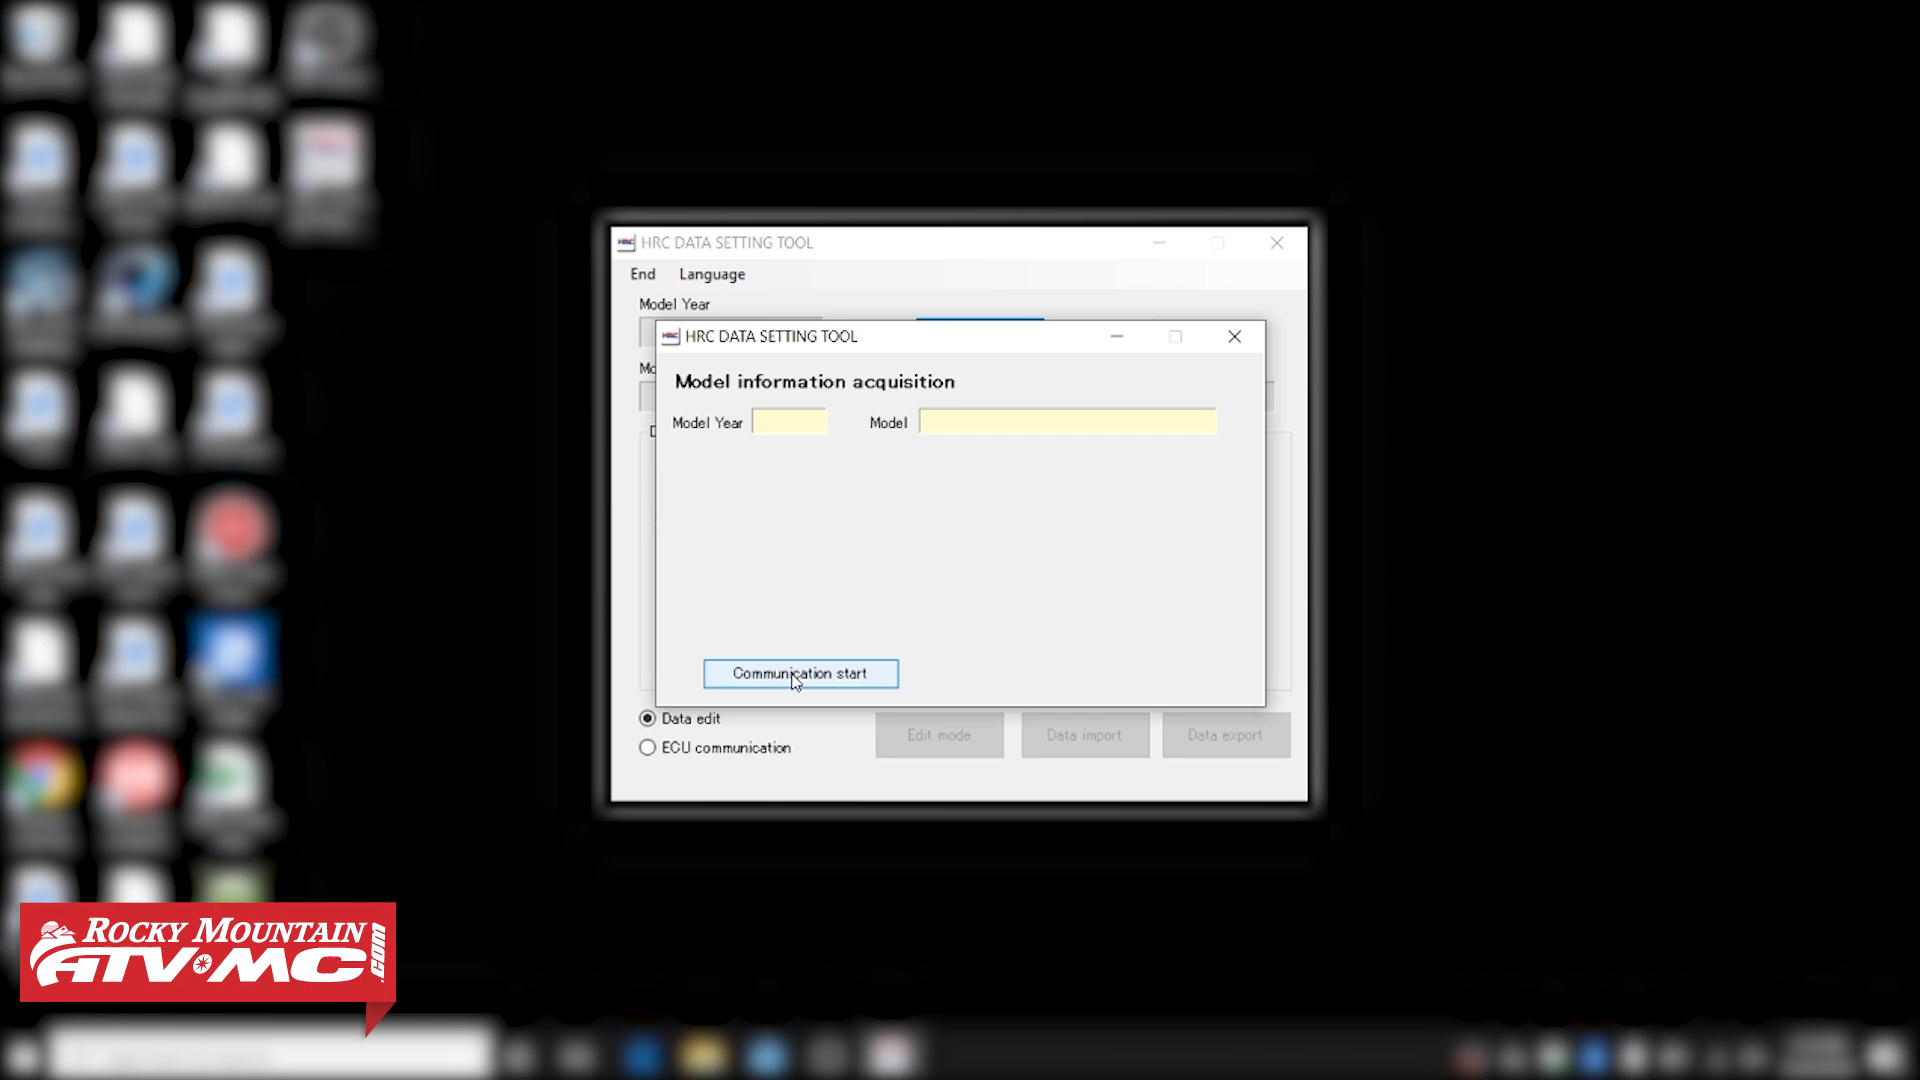 HRC DATA SETTING TOOL
End Language
Model Year
HRC DATA SETTING TOOL
Model information acquisition
Model Year Model
Communication start
Data edit
ECU communication
Edit mode Data import Data export
ROCKY MOUNTAIN
ATV MC .COM